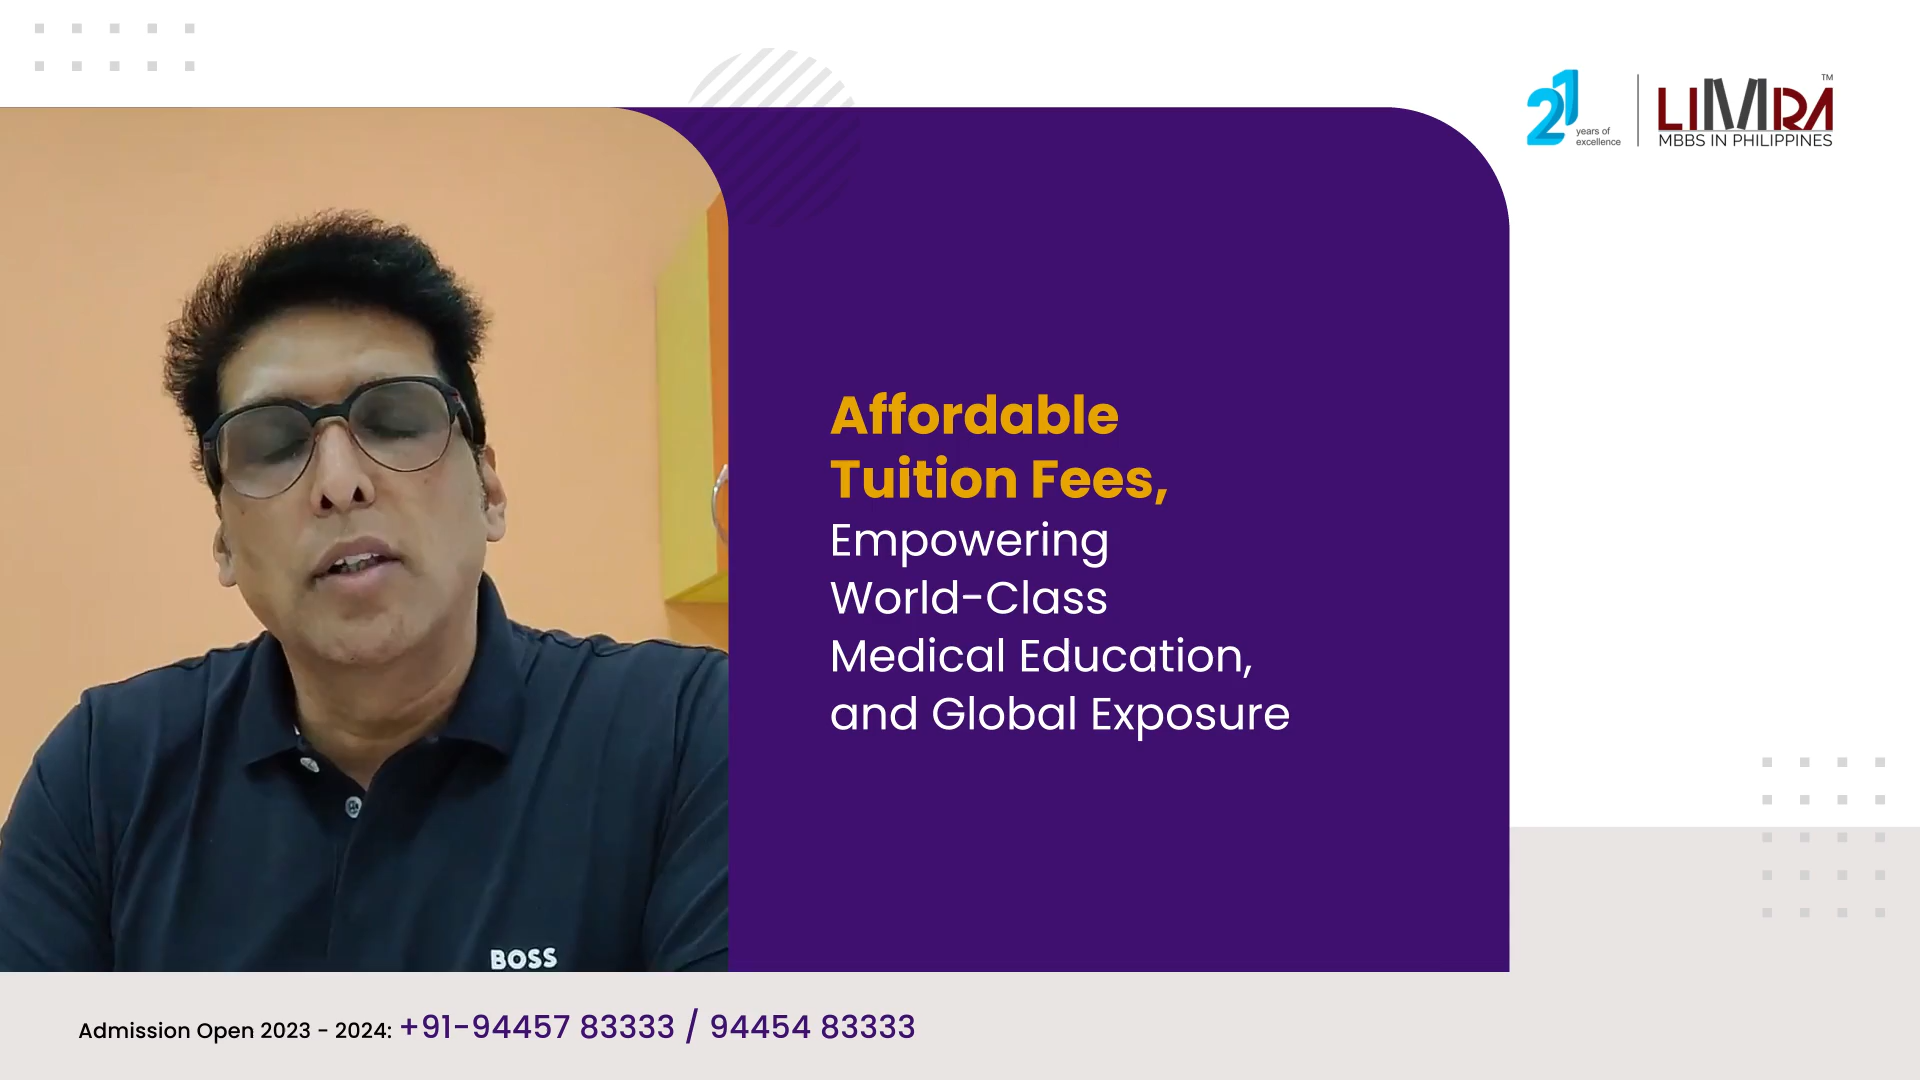 21
years of
excellence
LIMRA™
MBBS IN PHILIPPINES
Affordable
Tuition Fees,
Empowering
World-Class
Medical Education,
and Global Exposure
BOSS
Admission Open 2023 - 2024: +91-94457 83333 / 94454 83333